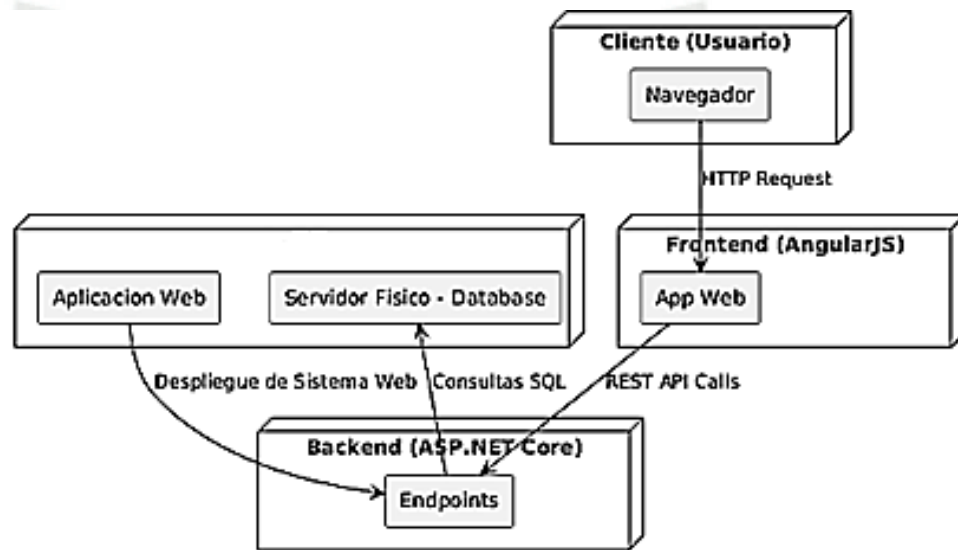 Cliente (Usuario)
Navegador
HTTP Request
Frontend (AngularJS)
Aplicacion Web
Servidor Fisico - Database
App Web
Despliegue de Sistema Web
Consultas SQL
REST API Calls
Backend (ASP.NET Core)
Endpoints